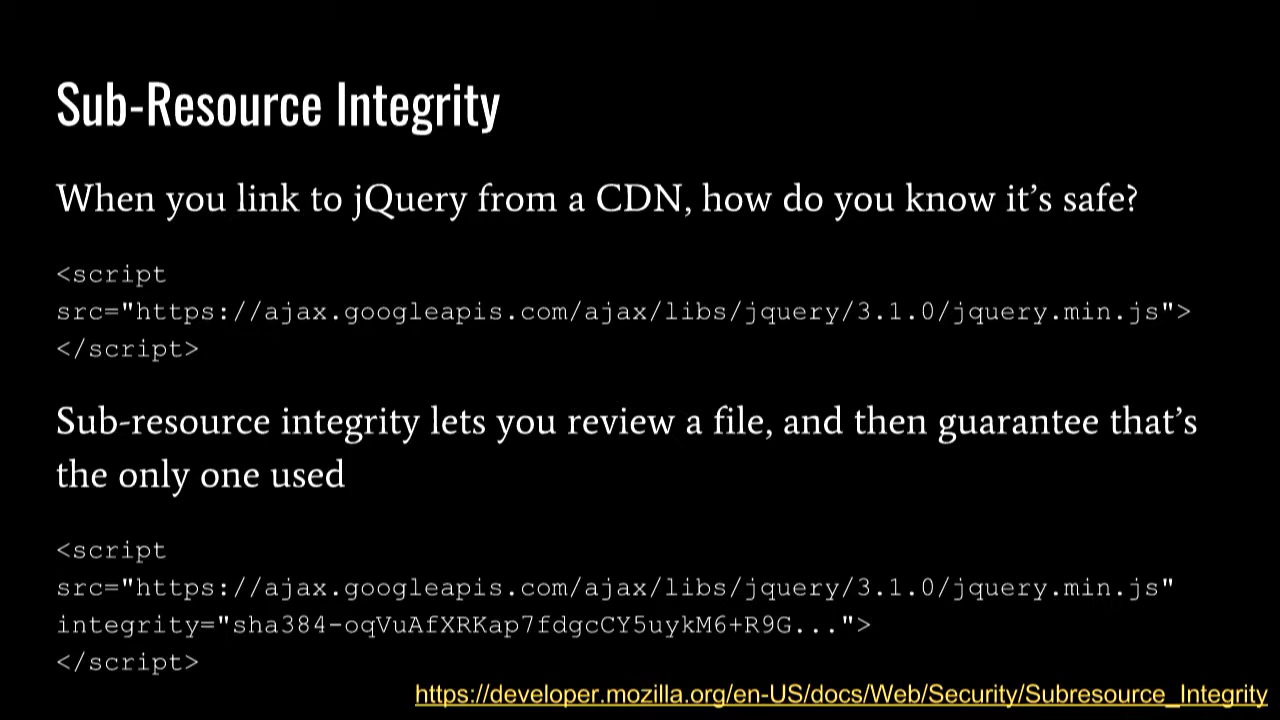 Sub-Resource Integrity
When you link to jQuery from a CDN, how do you know it’s safe?
<script
src="https://ajax.googleapis.com/ajax/libs/jquery/3.1.0/jquery.min.js">
</script>
Sub-resource integrity lets you review a file, and then guarantee that’s
the only one used
<script
src="https://ajax.googleapis.com/ajax/libs/jquery/3.1.0/jquery.min.js"
integrity="sha384-oqVuAfXRKap7fdgcCY5uykM6+R9G...">
</script>
https://developer.mozilla.org/en-US/docs/Web/Security/Subresource_Integrity